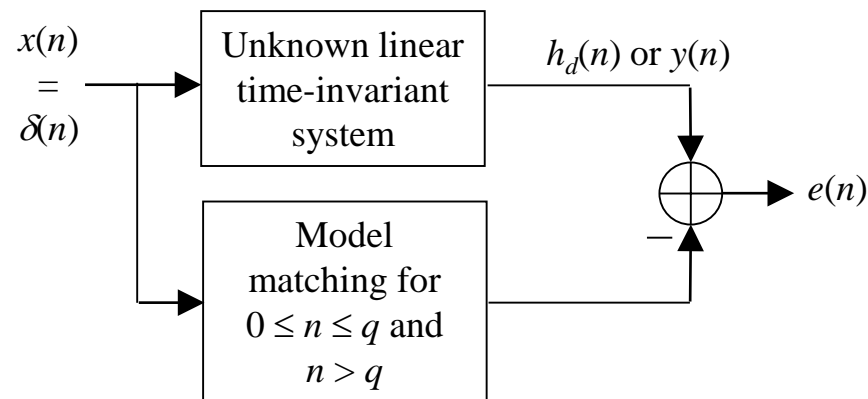 x(n)
=
δ(n)
Unknown linear
time-invariant
system
h_d(n) or y(n)
e(n)
−
Model
matching for
0 ≤ n ≤ q and
n > q